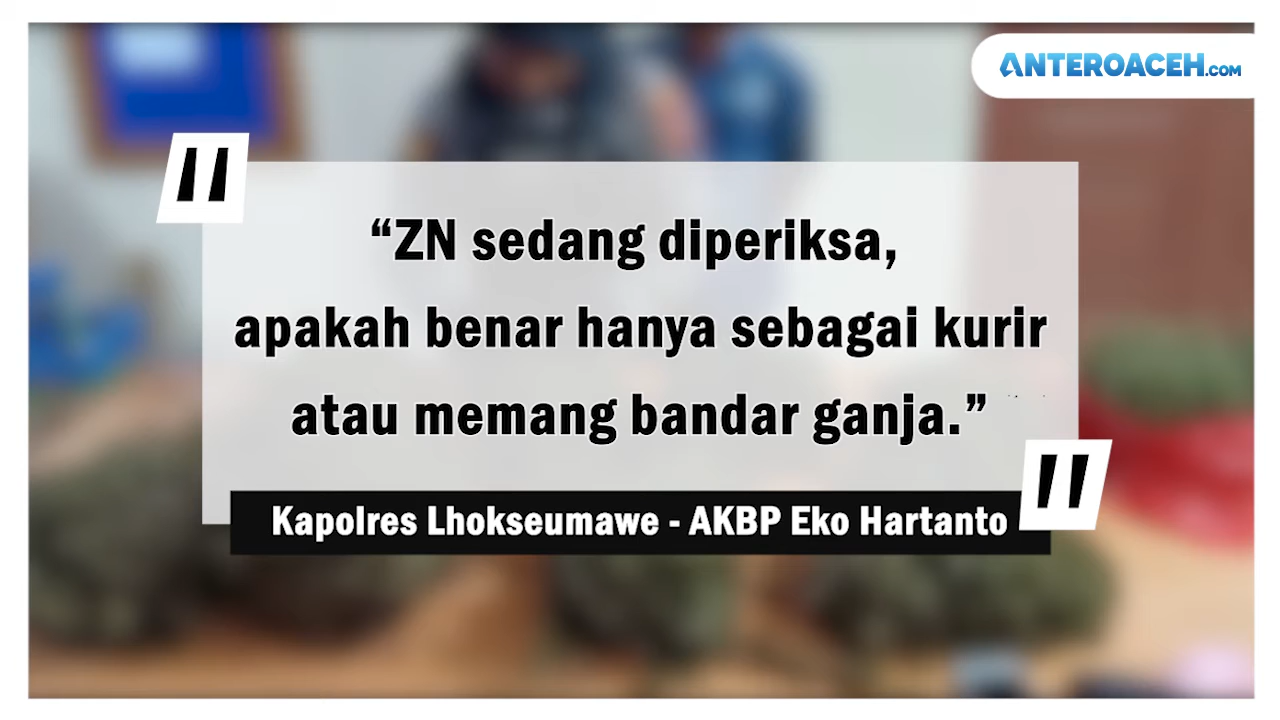 ANTEROACEH.COM
“ZN sedang diperiksa,
apakah benar hanya sebagai kurir
atau memang bandar ganja.”
Kapolres Lhokseumawe - AKBP Eko Hartanto